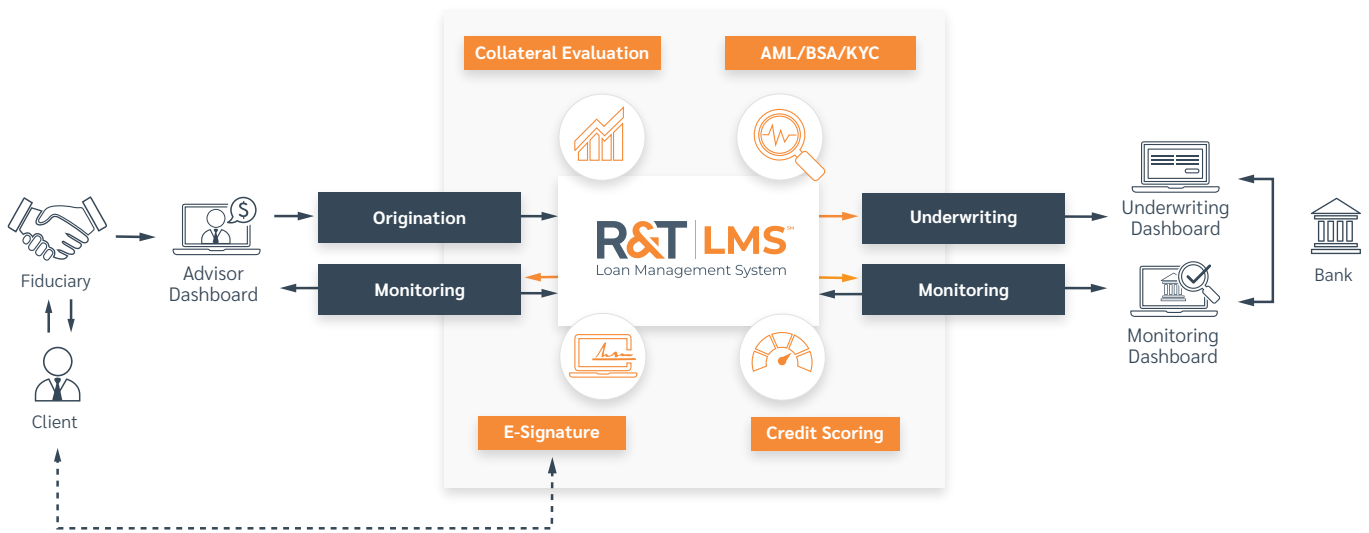 Collateral Evaluation
AML/BSA/KYC
$
Origination
R&T LMS SM
Loan Management System
Underwriting
Underwriting
Dashboard
Fiduciary
Advisor
Dashboard
Monitoring
Monitoring
Bank
Monitoring
Dashboard
Client
E-Signature
Credit Scoring